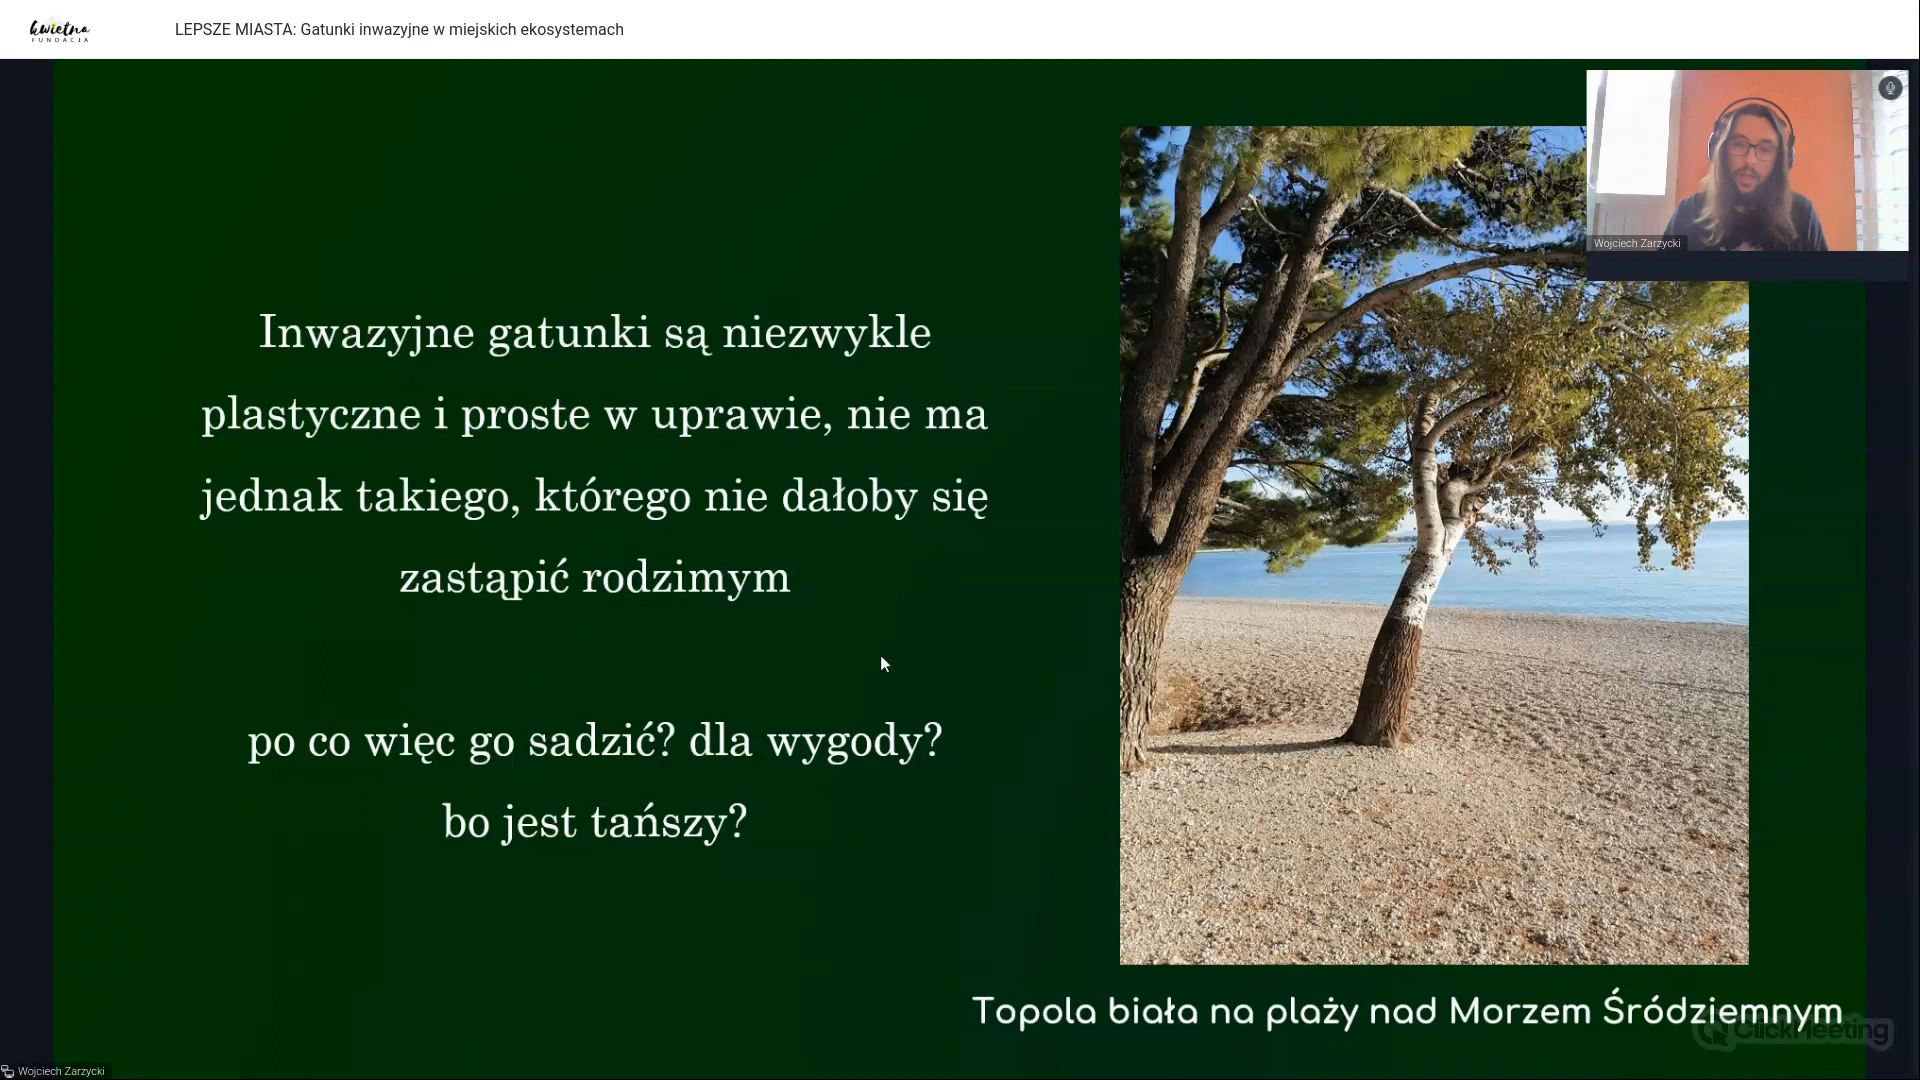 kwietna
FUNDACJA
LEPSZE MIASTA: Gatunki inwazyjne w miejskich ekosystemach
Wojciech Zarzycki
Inwazyjne gatunki są niezwykle
plastyczne i proste w uprawie, nie ma
jednak takiego, którego nie dałoby się
zastąpić rodzimym
po co więc go sadzić? dla wygody?
bo jest tańszy?
Topola biała na plaży nad Morzem Śródziemnym
ClickMeeting
Wojciech Zarzycki